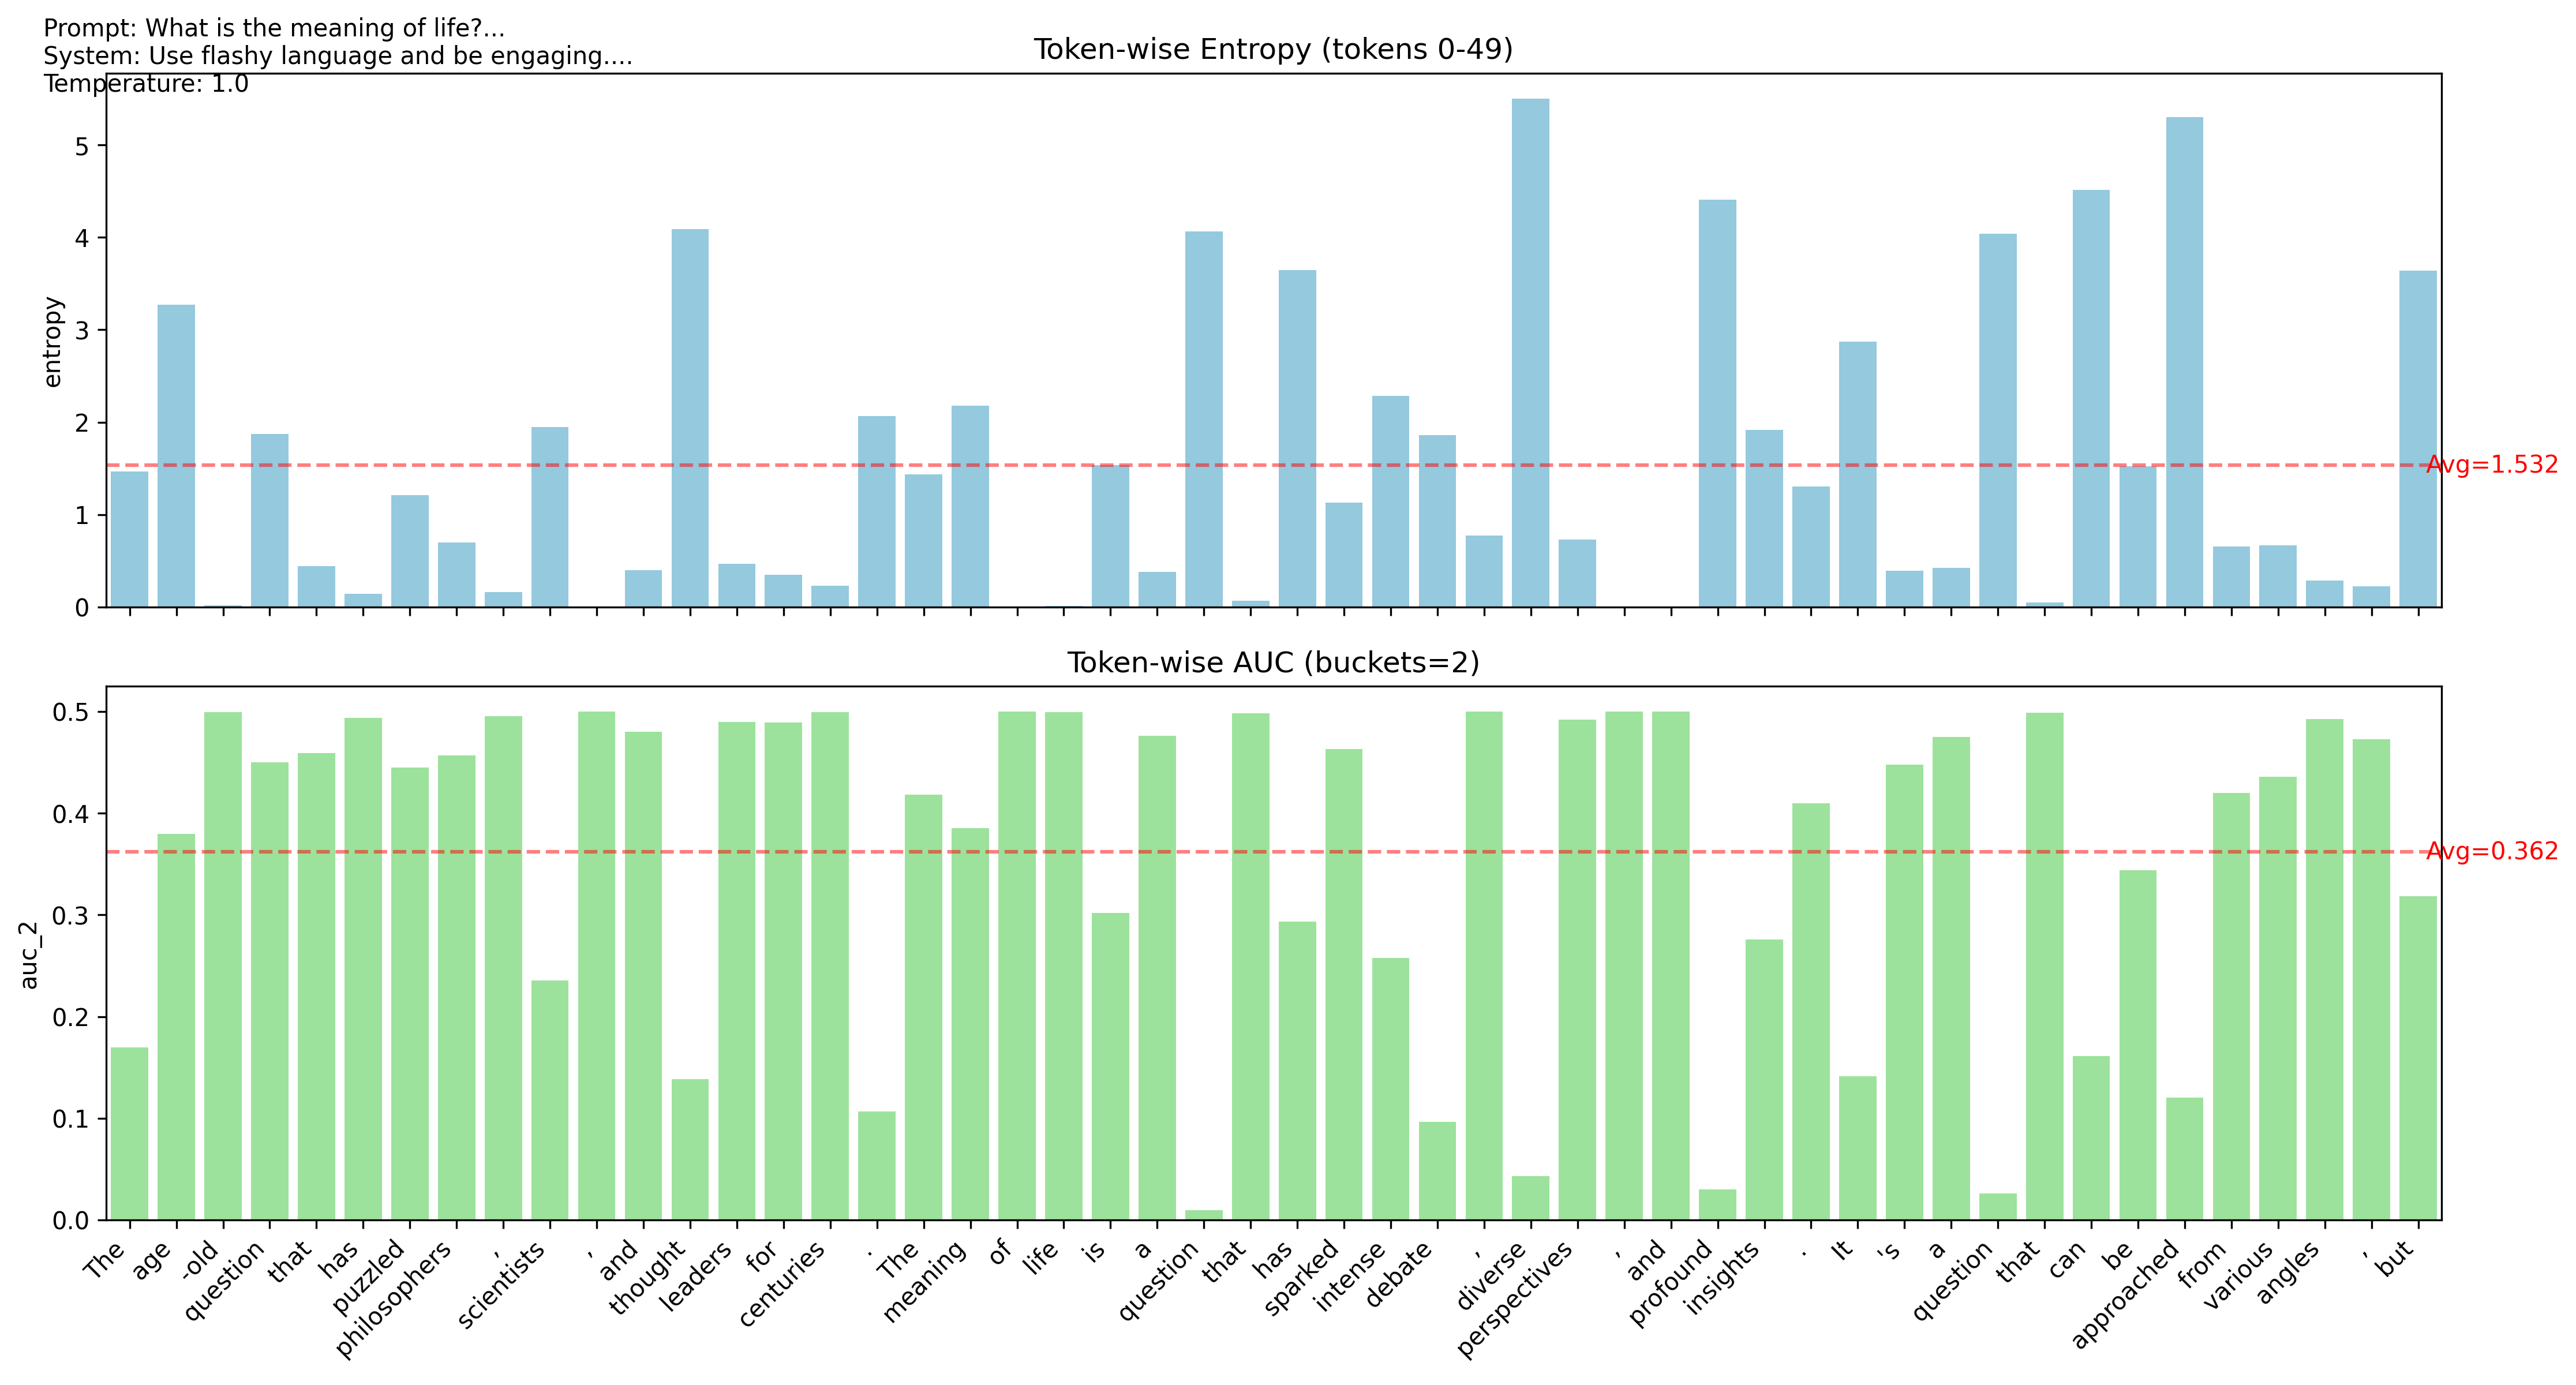 Prompt: What is the meaning of life?...
System: Use flashy language and be engaging....
Temperature: 1.0
Token-wise Entropy (tokens 0-49)
entropy
5
4
3
2
1
0
Avg=1.532
Token-wise AUC (buckets=2)
auc_2
0.5
0.4
0.3
0.2
0.1
0.0
Avg=0.362
The
age
-old
question
that
has
puzzled
philosophers
,
scientists
,
and
thought
leaders
for
centuries
.
The
meaning
of
life
is
a
question
that
has
sparked
intense
debate
,
diverse
perspectives
,
and
profound
insights
.
It
's
a
question
that
can
be
approached
from
various
angles
,
but